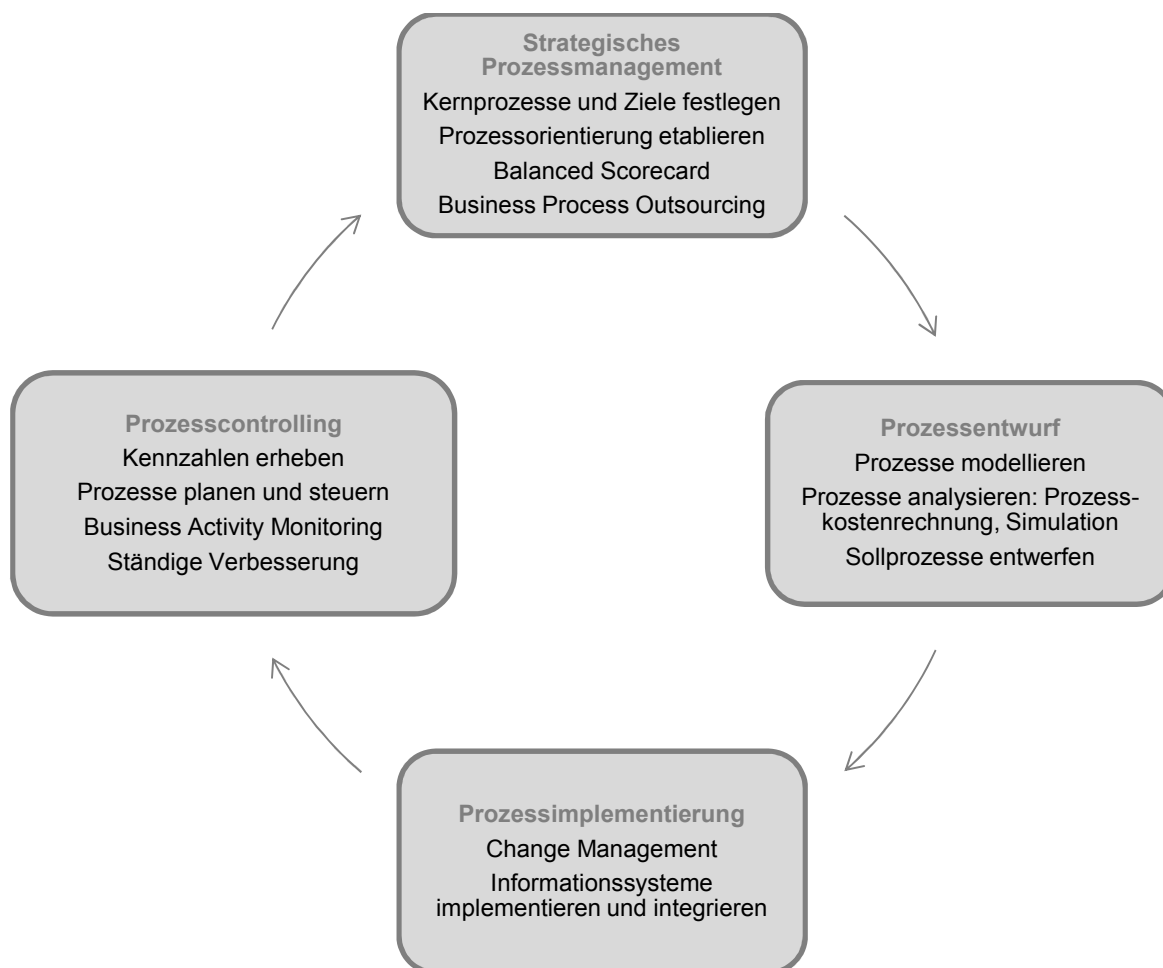 Strategisches
Prozessmanagement
Kernprozesse und Ziele festlegen
Prozessorientierung etablieren
Balanced Scorecard
Business Process Outsourcing
Prozesscontrolling
Kennzahlen erheben
Prozesse planen und steuern
Business Activity Monitoring
Ständige Verbesserung
Prozessentwurf
Prozesse modellieren
Prozesse analysieren: Prozess-
kostenrechnung, Simulation
Sollprozesse entwerfen
Prozessimplementierung
Change Management
Informationssysteme
implementieren und integrieren